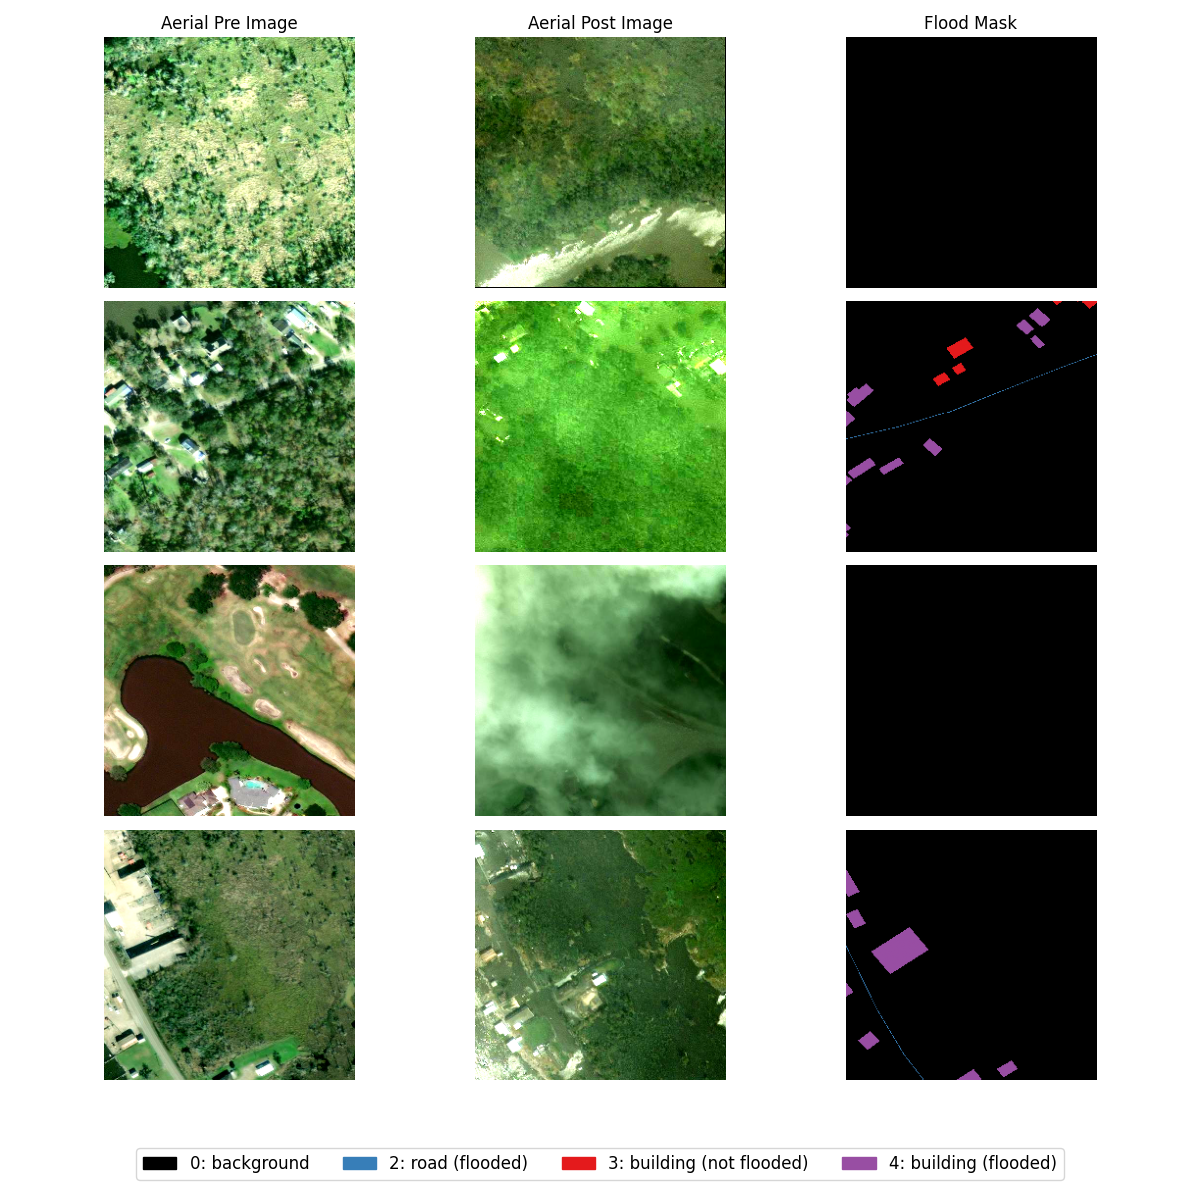 Aerial Pre Image
Aerial Post Image
Flood Mask
0: background
2: road (flooded)
3: building (not flooded)
4: building (flooded)